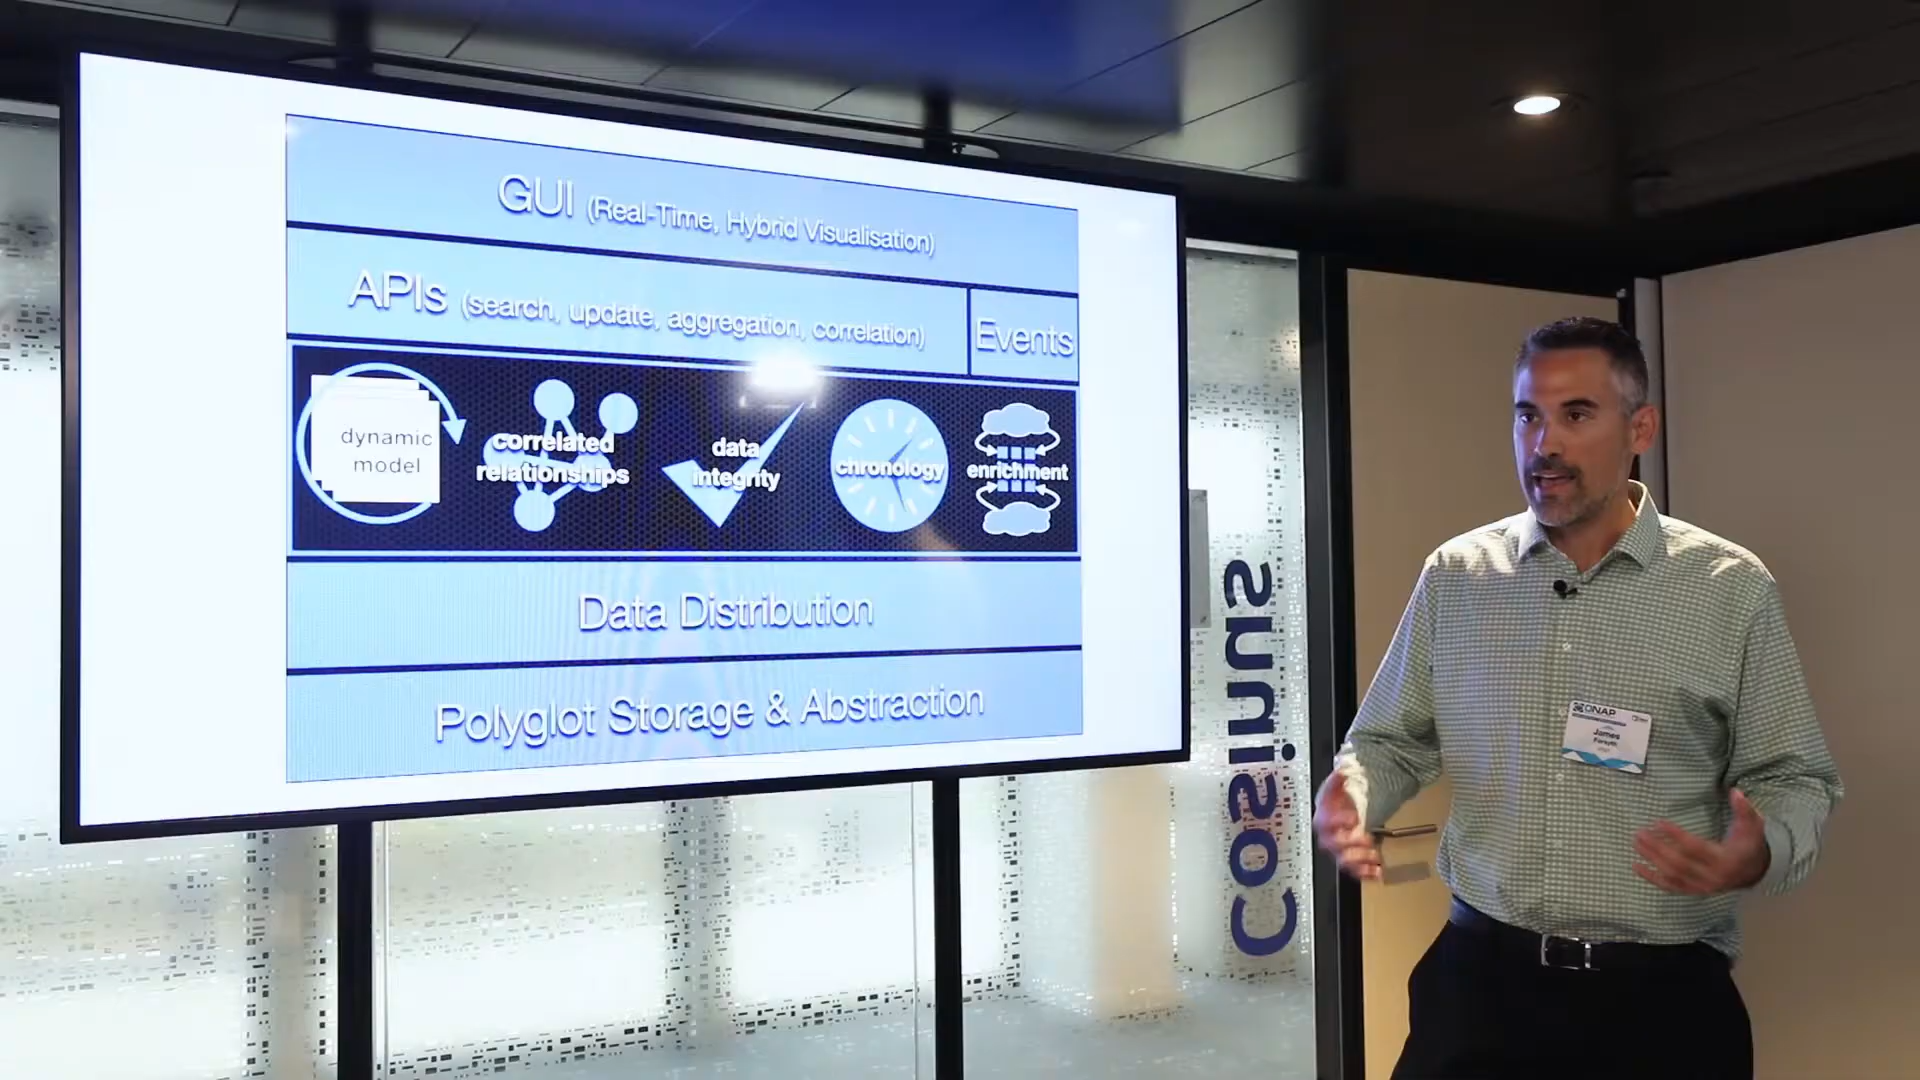 GUI (Real-Time, Hybrid Visualisation)
APIs (search, update, aggregation, correlation)
Events
dynamic
model
correlated
relationships
data
integrity
chronology
enrichment
Data Distribution
Polyglot Storage & Abstraction
Cosinus
ONAP
James
Forsyth